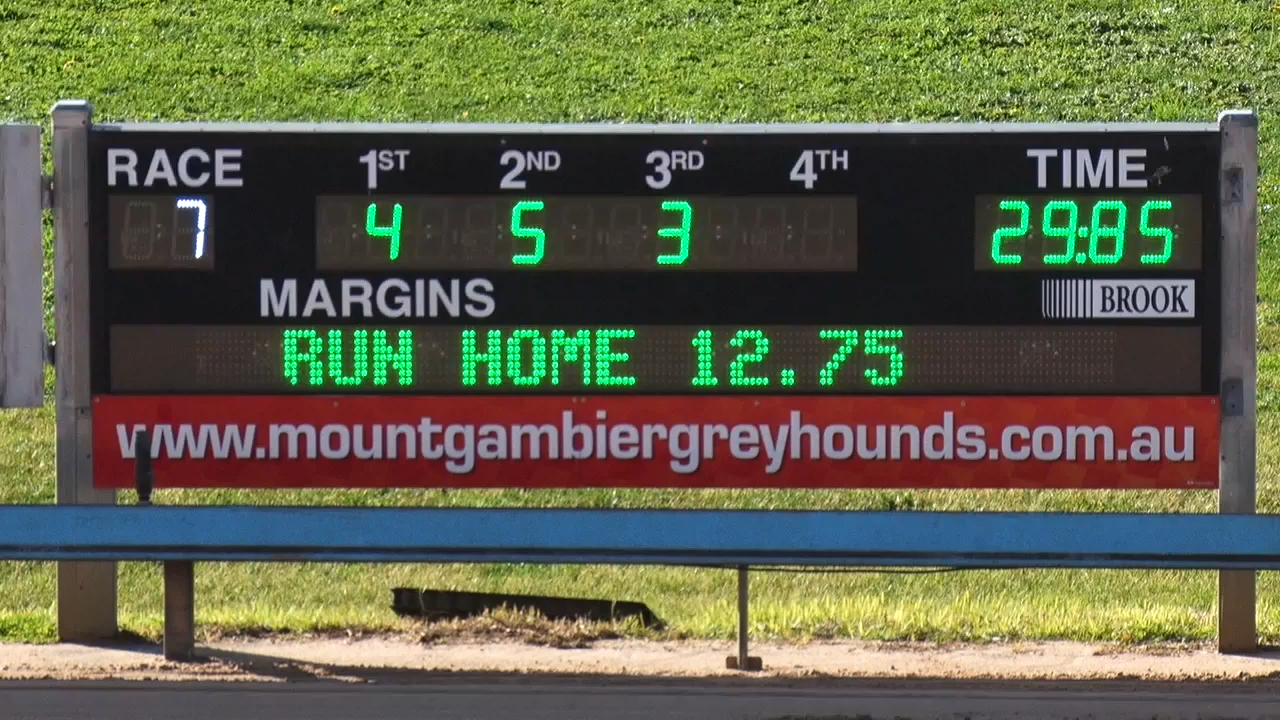 RACE 1ST 2ND 3RD 4TH TIME
7 4 5 3 29:85
MARGINS BROOK
RUN HOME 12.75
www.mountgambiergreyhounds.com.au